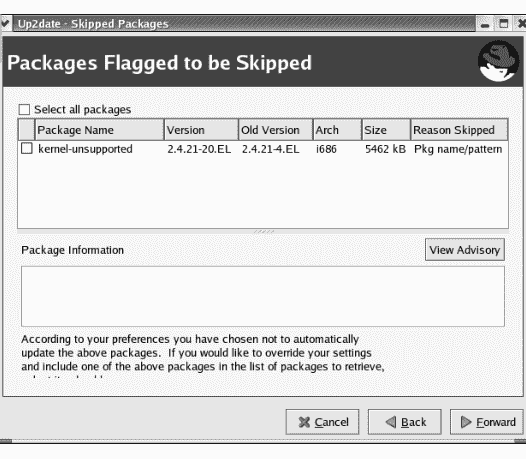 Up2date - Skipped Packages
Packages Flagged to be Skipped
Select all packages
Package Name Version Old Version Arch Size Reason Skipped
kernel-unsupported 2.4.21-20.EL 2.4.21-4.EL i686 5462 kB Pkg name/pattern
Package Information View Advisory
According to your preferences you have chosen not to automatically
update the above packages. If you would like to override your settings
and include one of the above packages in the list of packages to retrieve,
Cancel Back Forward